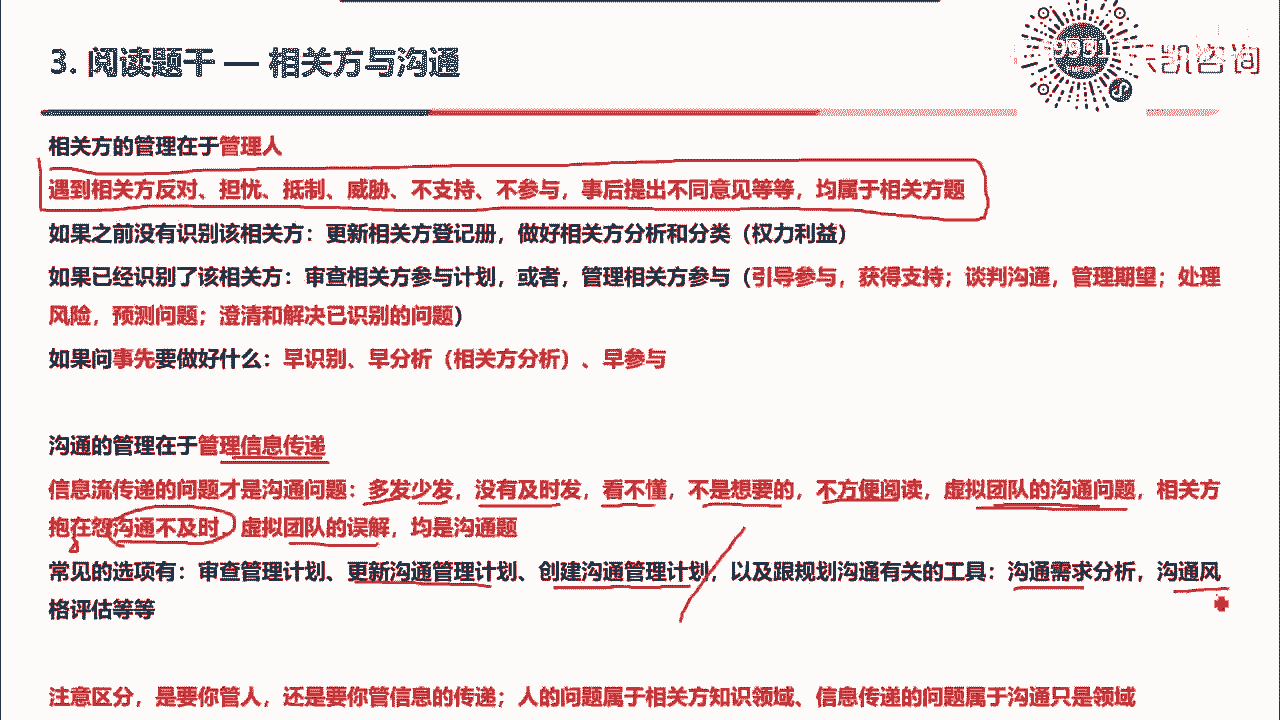 3. 阅读题干 — 相关方与沟通
凯咨询
相关方的管理在于管理人
遇到相关方反对、担忧、抵制、威胁、不支持、不参与，事后提出不同意见等等，均属于相关方题
如果之前没有识别该相关方：更新相关方登记册，做好相关方分析和分类（权力利益）
如果已经识别了该相关方：审查相关方参与计划，或者，管理相关方参与（引导参与，获得支持；谈判沟通，管理期望；处理
风险，预测问题；澄清和解决已识别的问题）
如果问事先要做好什么：早识别、早分析（相关方分析）、早参与
沟通的管理在于管理信息传递
信息流传递的问题才是沟通问题：多发少发，没有及时发，看不懂，不是想要的，不方便阅读，虚拟团队的沟通问题，相关方
抱在怨沟通不及时，虚拟团队的误解，均是沟通题
常见的选项有：审查管理计划、更新沟通管理计划、创建沟通管理计划，以及跟规划沟通有关的工具：沟通需求分析，沟通风
格评估等等
注意区分，是要你管人，还是要你管信息的传递；人的问题属于相关方知识领域、信息传递的问题属于沟通只是领域